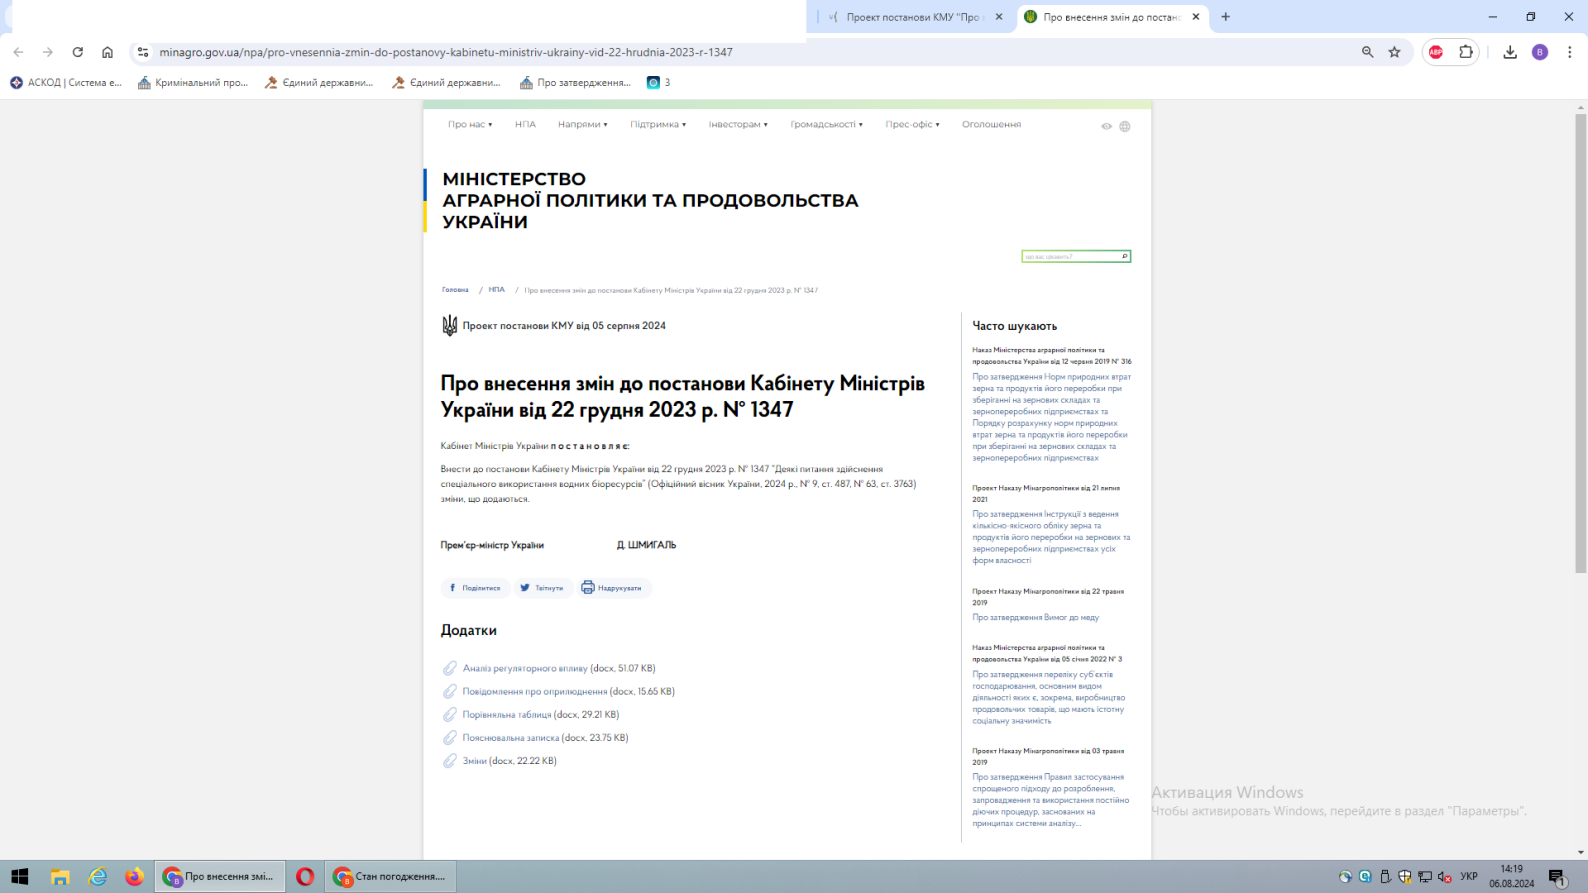 Проект постанови КМУ "Про
Про внесення змін до постанс
minagro.gov.ua/npa/pro-vnesennia-zmin-do-postanovy-kabinetu-ministriv-ukrainy-vid-22-hrudnia-2023-r-1347
ABP
B
АСКОД | Система е...
Кримінальний про...
Єдиний державни...
Єдиний державни...
Про затвердження...
3
Про нас
НПА
Напрями
Підтримка
Інвесторам
Громадськості
Прес-офіс
Оголошення
МІНІСТЕРСТВО
АГРАРНОЇ ПОЛІТИКИ ТА ПРОДОВОЛЬСТВА
УКРАЇНИ
що вас цікавить?
Головна / НПА / Про внесення змін до постанови Кабінету Міністрів України від 22 грудня 2023 р. № 1347
Проект постанови КМУ від 05 серпня 2024
Про внесення змін до постанови Кабінету Міністрів
України від 22 грудня 2023 р. № 1347
Кабінет Міністрів України п о с т а н о в л я є:
Внести до постанови Кабінету Міністрів України від 22 грудня 2023 р. № 1347 "Деякі питання здійснення
спеціального використання водних біоресурсів" (Офіційний вісник України, 2024 р., № 9, ст. 487, № 63, ст. 3763)
зміни, що додаються.
Прем'єр-міністр України Д. ШМИГАЛЬ
Поділитися
Твітнути
Надрукувати
Додатки
Аналіз регуляторного впливу (docx, 51.07 KB)
Повідомлення про оприлюднення (docx, 15.65 KB)
Порівняльна таблиця (docx, 29.21 KB)
Пояснювальна записка (docx, 23.75 KB)
Зміни (docx, 22.22 KB)
Часто шукають
Наказ Міністерства аграрної політики та
продовольства України від 12 червня 2019 № 316
Про затвердження Норм природних втрат
зерна та продуктів його переробки при
зберіганні на зернових складах та
зернопереробних підприємствах та
Порядку розрахунку норм природних
втрат зерна та продуктів його переробки
при зберіганні на зернових складах та
зернопереробних підприємствах
Проект Наказу Мінагрополітики від 21 липня
2021
Про затвердження Інструкції з ведення
кількісно-якісного обліку зерна та
продуктів його переробки на зернових та
зернопереробних підприємствах усіх
форм власності
Проект Наказу Мінагрополітики від 22 травня
2019
Про затвердження Вимог до меду
Наказ Міністерства аграрної політики та
продовольства України від 05 січня 2022 № 3
Про затвердження переліку суб'єктів
господарювання, основним видом
діяльності яких є, зокрема, виробництво
продовольчих товарів, що мають істотну
соціальну значимість
Проект Наказу Мінагрополітики від 03 травня
2019
Про затвердження Правил застосування
спрощеного підходу до розроблення,
запровадження та використання постійно
діючих процедур, заснованих на
принципах системи аналізу...
Активация Windows
Чтобы активировать Windows, перейдите в раздел "Параметры".
Про внесення змі...
Стан погодження....
УКР
14:19
06.08.2024
1